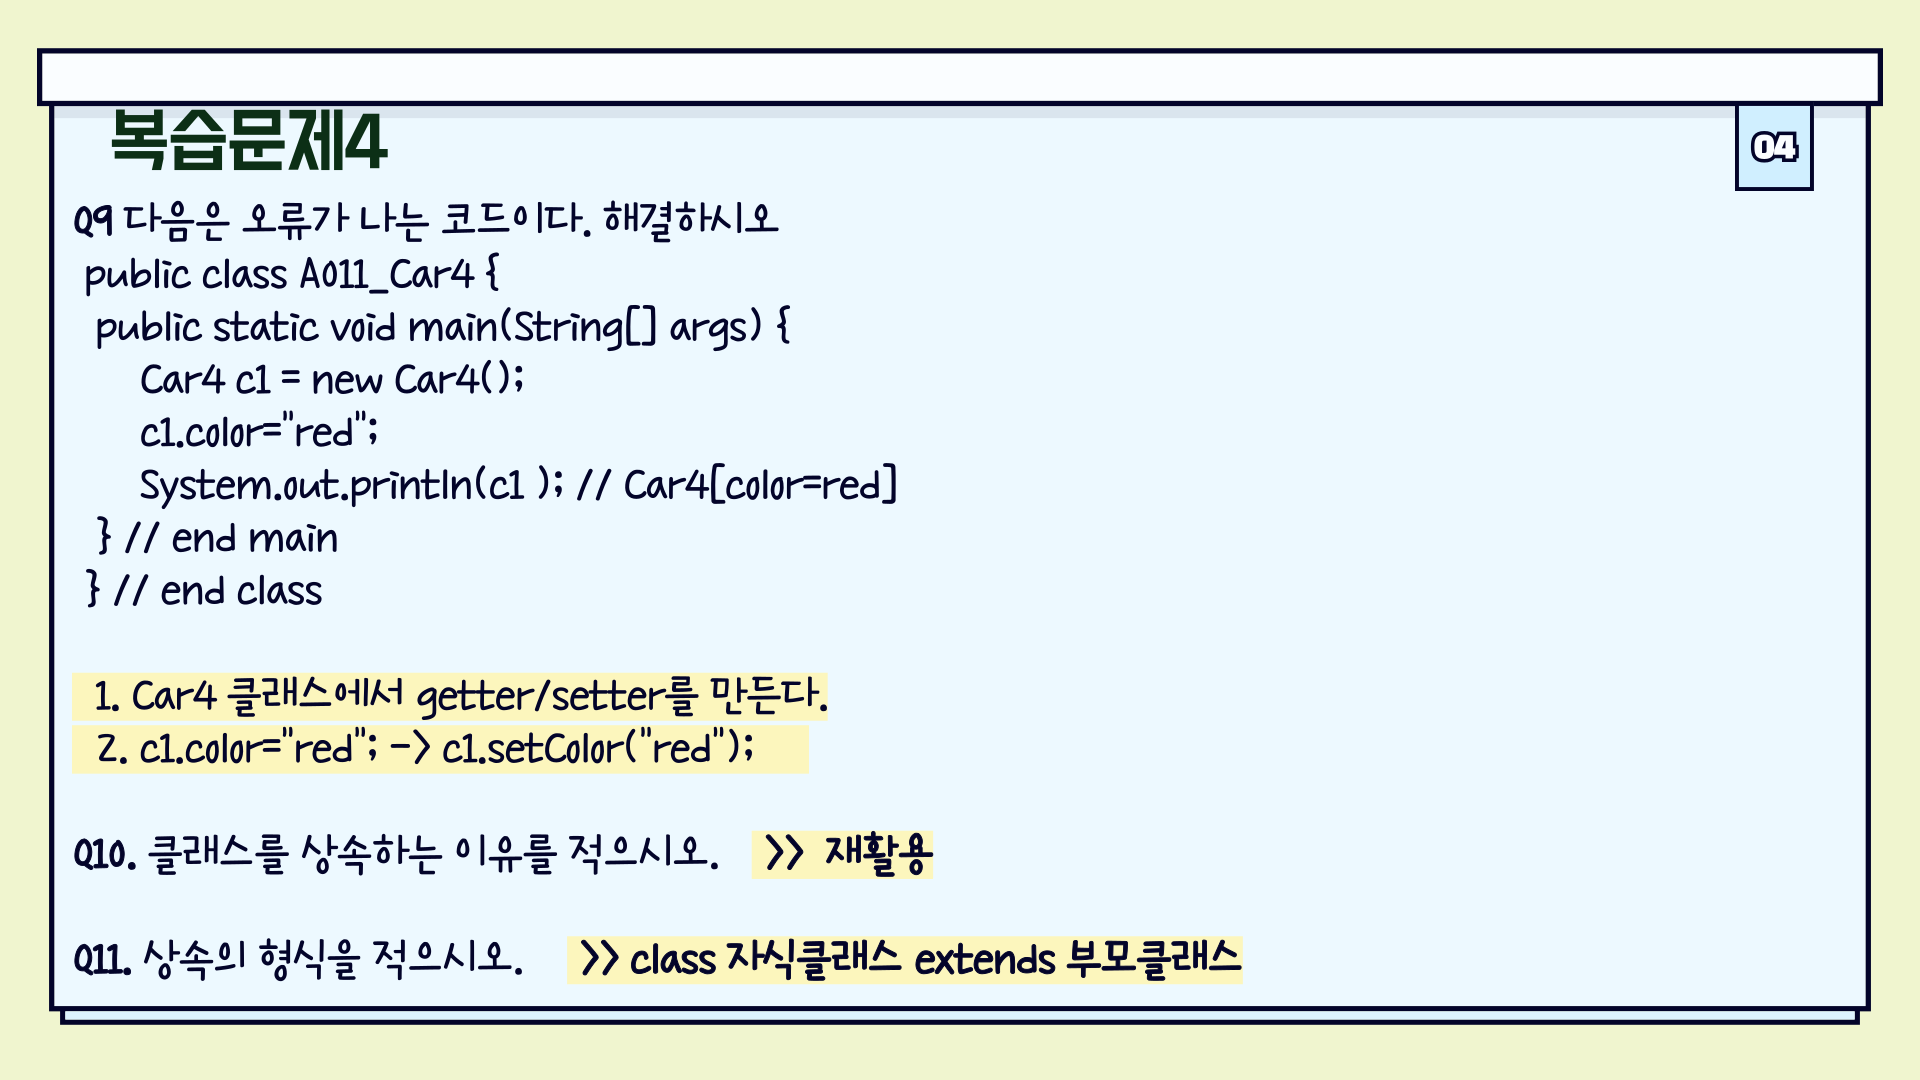 복습문제4
04
Q9 다음은 오류가 나는 코드이다. 해결하시오
public class A011_Car4 {
public static void main(String[] args) {
Car4 c1 = new Car4();
c1.color="red";
System.out.println(c1 ); // Car4[color=red]
} // end main
} // end class
1. Car4 클래스에서 getter/setter를 만든다.
2. c1.color="red"; -> c1.setColor("red");
Q10. 클래스를 상속하는 이유를 적으시오. >> 재활용
Q11. 상속의 형식을 적으시오. >> class 자식클래스 extends 부모클래스